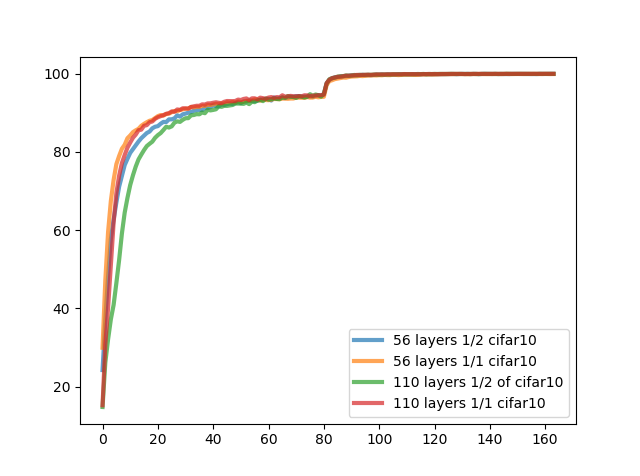 100
80
60
40
20
56 layers 1/2 cifar10
56 layers 1/1 cifar10
110 layers 1/2 of cifar10
110 layers 1/1 cifar10
0 20 40 60 80 100 120 140 160